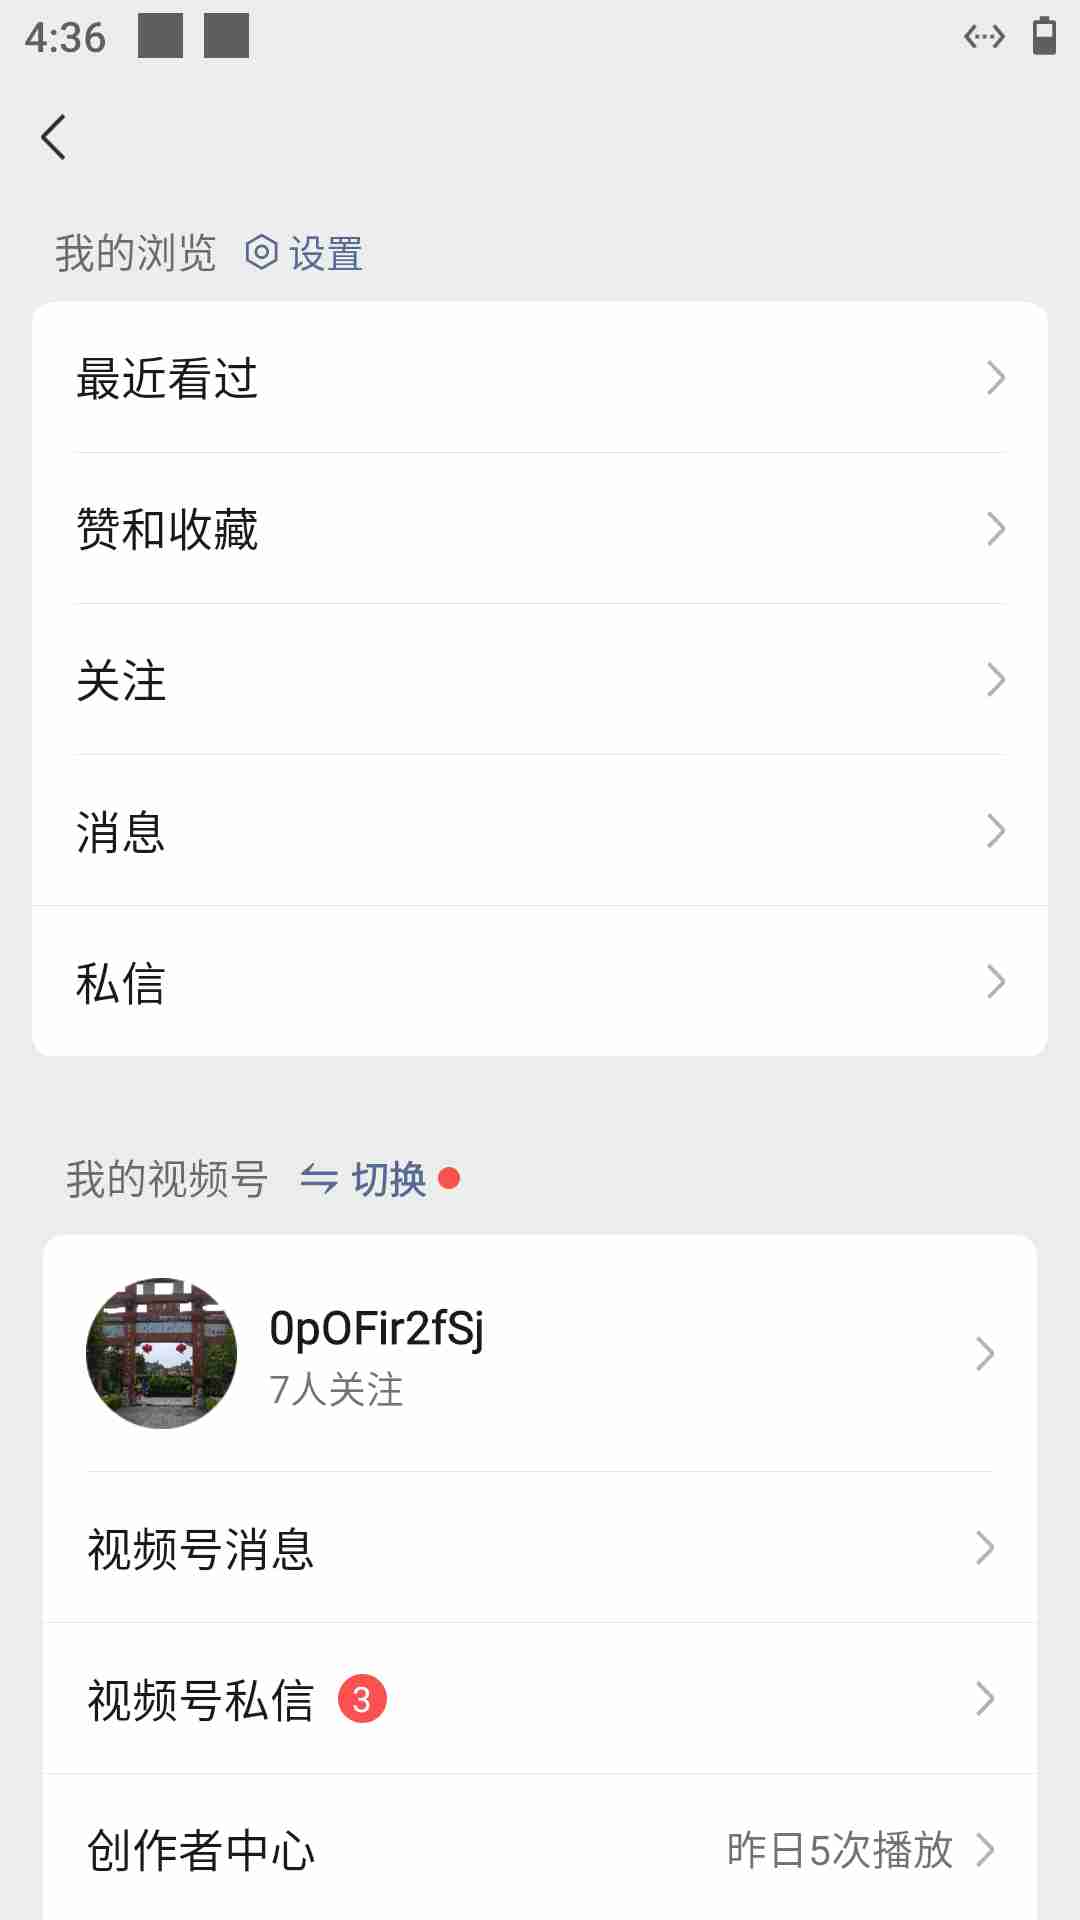 4:36
我的浏览 设置
最近看过
赞和收藏
关注
消息
私信
我的视频号 切换
0pOFir2fSj
7人关注
视频号消息
视频号私信 3
创作者中心 昨日5次播放